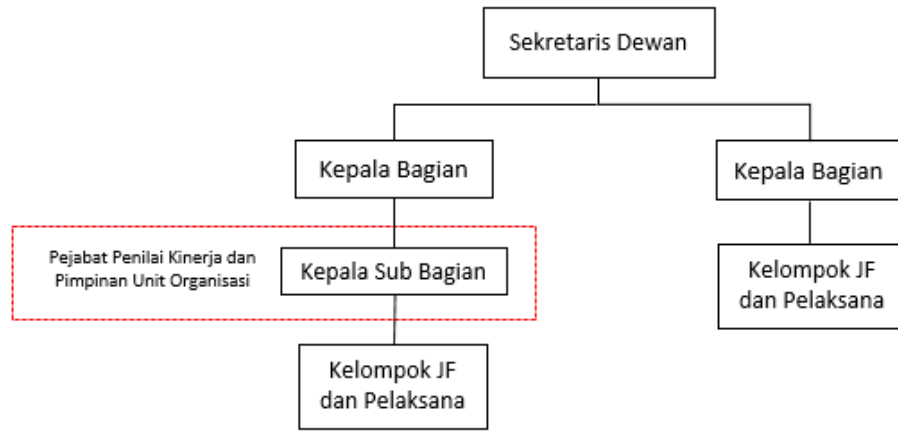 Sekretaris Dewan
Kepala Bagian
Kepala Bagian
Pejabat Penilai Kinerja dan
Pimpinan Unit Organisasi
Kepala Sub Bagian
Kelompok JF
dan Pelaksana
Kelompok JF
dan Pelaksana